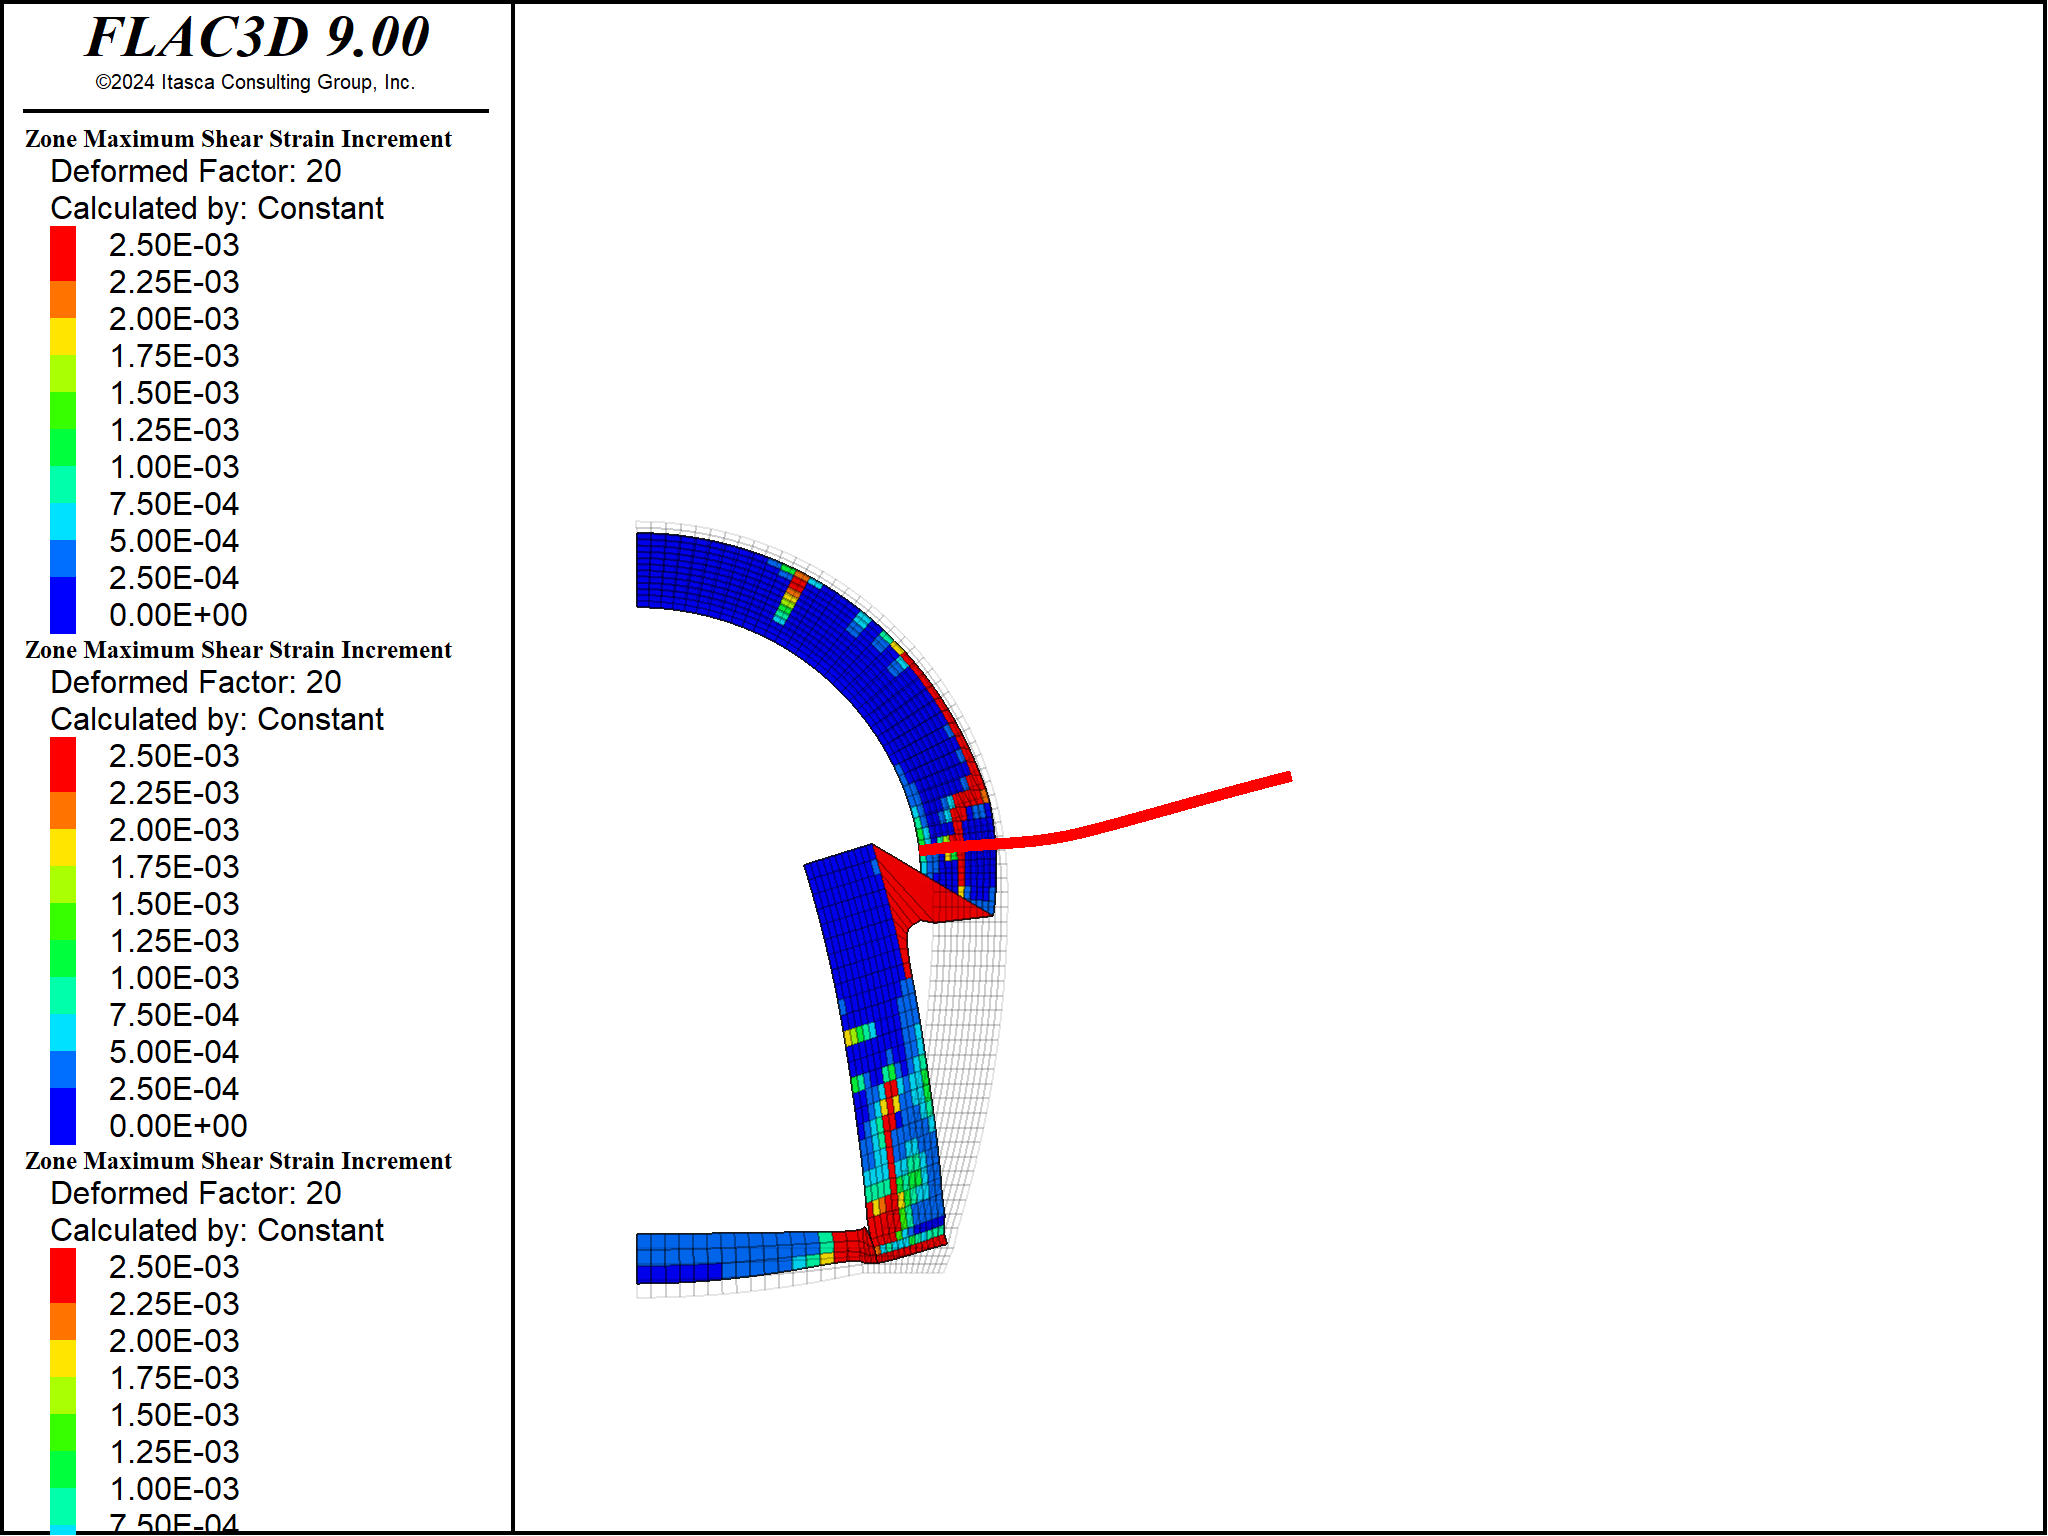 FLAC3D 9.00
©2024 Itasca Consulting Group, Inc.
Zone Maximum Shear Strain Increment
Deformed Factor: 20
Calculated by: Constant
2.50E-03
2.25E-03
2.00E-03
1.75E-03
1.50E-03
1.25E-03
1.00E-03
7.50E-04
5.00E-04
2.50E-04
0.00E+00
Zone Maximum Shear Strain Increment
Deformed Factor: 20
Calculated by: Constant
2.50E-03
2.25E-03
2.00E-03
1.75E-03
1.50E-03
1.25E-03
1.00E-03
7.50E-04
5.00E-04
2.50E-04
0.00E+00
Zone Maximum Shear Strain Increment
Deformed Factor: 20
Calculated by: Constant
2.50E-03
2.25E-03
2.00E-03
1.75E-03
1.50E-03
1.25E-03
1.00E-03
7.50E-04